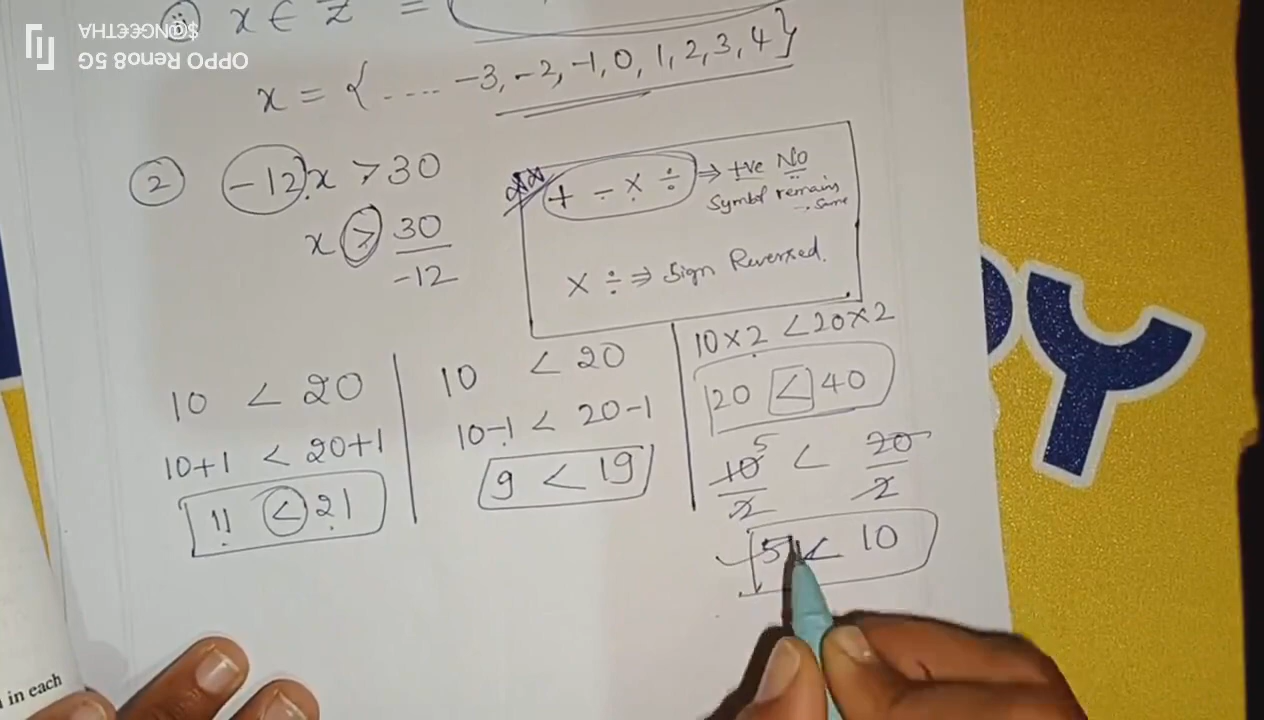 $@NGEETHA
OPPO Reno8 5G
x ∈ Z =
x = { .... -3, -2, -1, 0, 1, 2, 3, 4 }
2 -12x > 30
x > 30/-12
+ - × ÷ ⇒ +ve No
Symbol remains
→ same
× ÷ ⇒ Sign Reversed.
10 < 20
10+1 < 20+1
11 < 21
10 < 20
10-1 < 20-1
9 < 19
10×2 < 20×2
20 < 40
10/2 5 < 20/2
5 < 10
in each